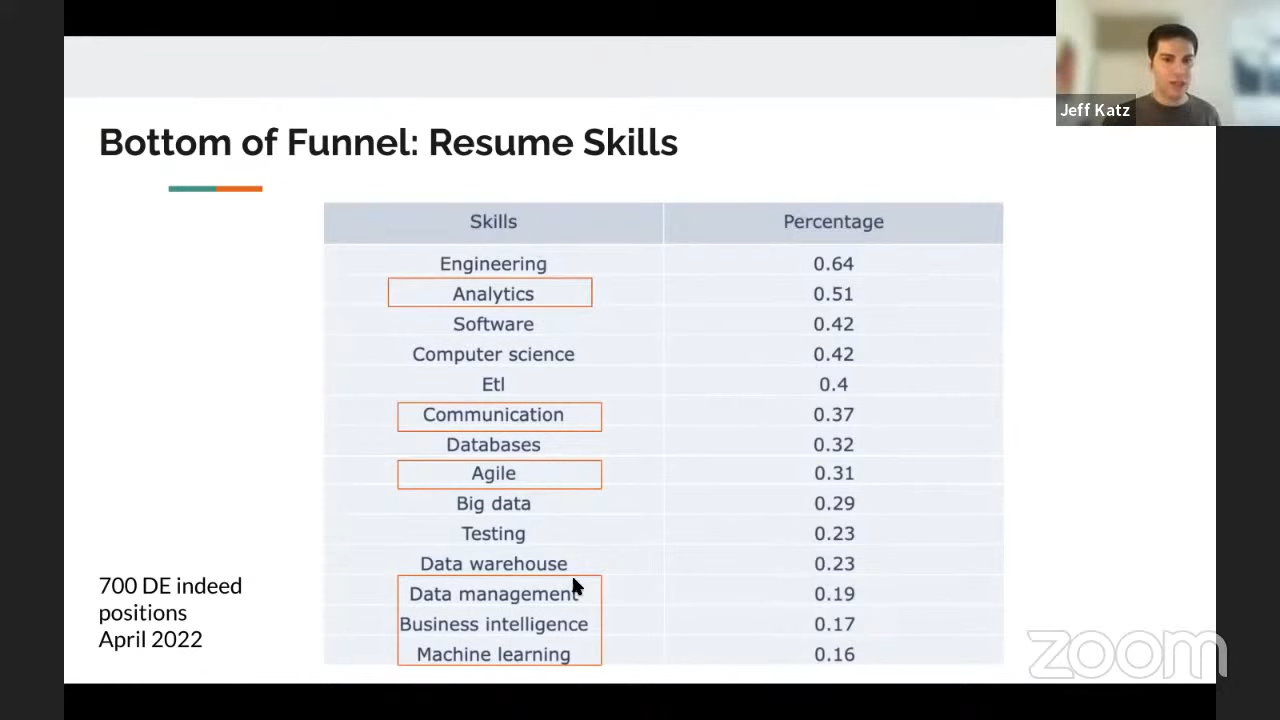 Jeff Katz
Bottom of Funnel: Resume Skills
Skills Percentage
Engineering 0.64
Analytics 0.51
Software 0.42
Computer science 0.42
Etl 0.4
Communication 0.37
Databases 0.32
Agile 0.31
Big data 0.29
Testing 0.23
Data warehouse 0.23
Data management 0.19
Business intelligence 0.17
Machine learning 0.16
700 DE indeed
positions
April 2022
zoom